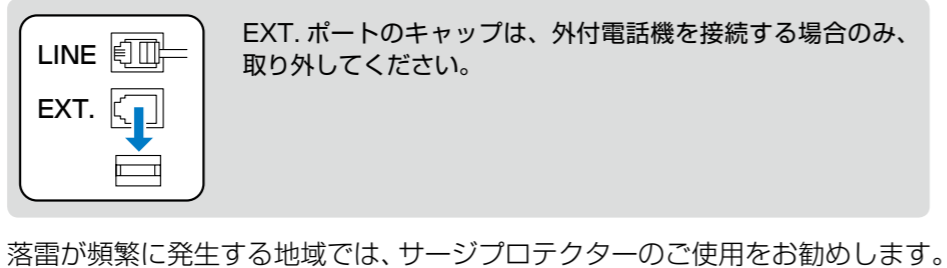 LINE
EXT.
EXT. ポートのキャップは、外付電話機を接続する場合のみ、
取り外してください。
落雷が頻繁に発生する地域では、サージプロテクターのご使用をお勧めします。